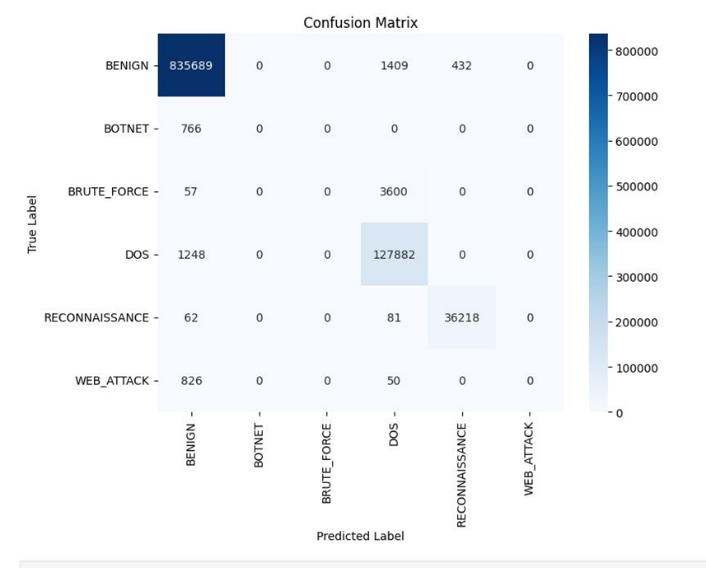 Confusion Matrix
BENIGN 835689 0 0 1409 432 0
BOTNET 766 0 0 0 0 0
BRUTE_FORCE 57 0 0 3600 0 0
DOS 1248 0 0 127882 0 0
RECONNAISSANCE 62 0 0 81 36218 0
WEB_ATTACK 826 0 0 50 0 0
True Label
BENIGN BOTNET BRUTE_FORCE DOS RECONNAISSANCE WEB_ATTACK
Predicted Label
800000
700000
600000
500000
400000
300000
200000
100000
0